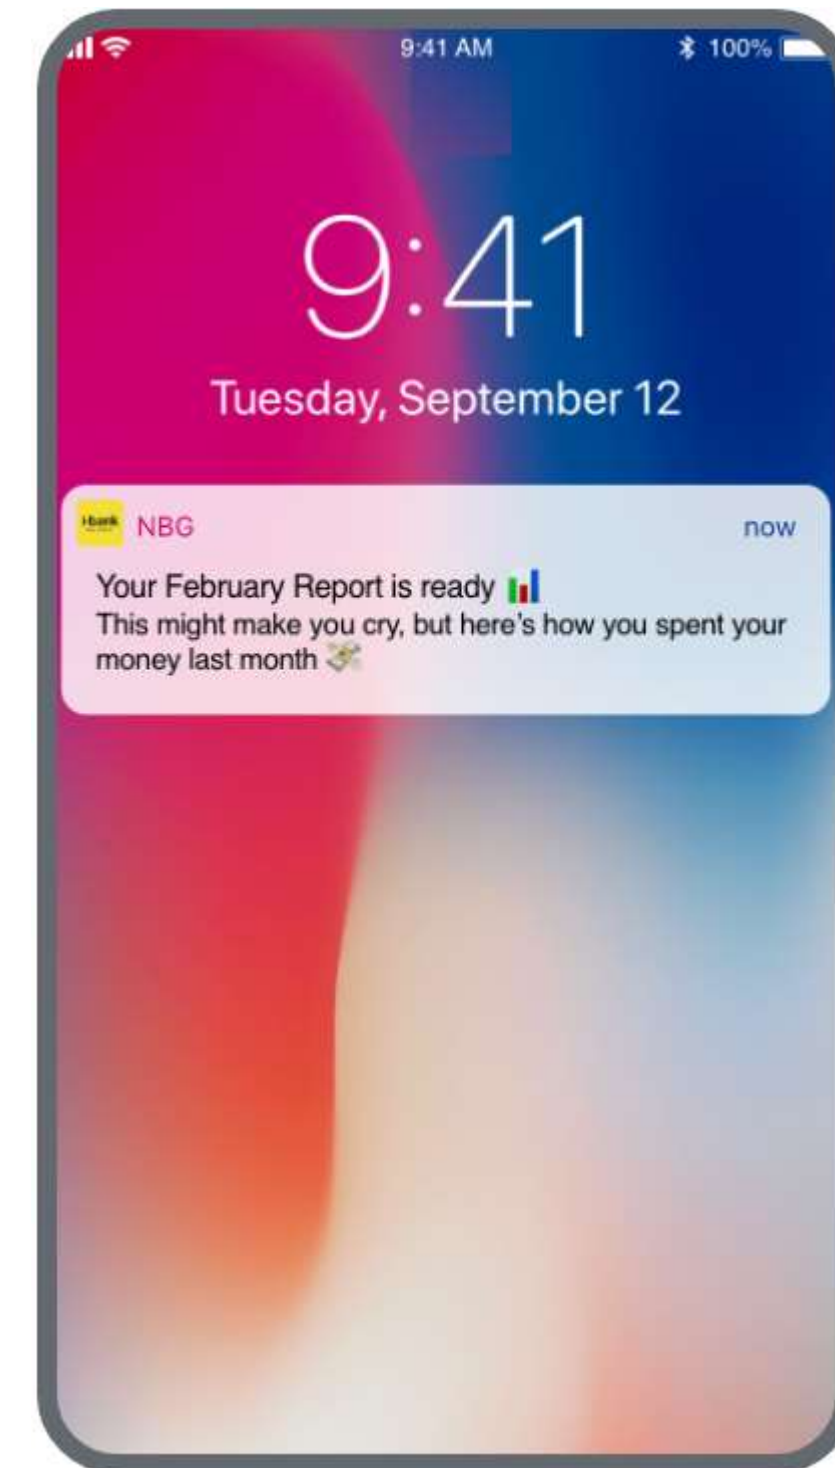 9:41 AM
100%
9:41
Tuesday, September 12
i-bank
NBG
now
Your February Report is ready 📊
This might make you cry, but here's how you spent your
money last month 💸